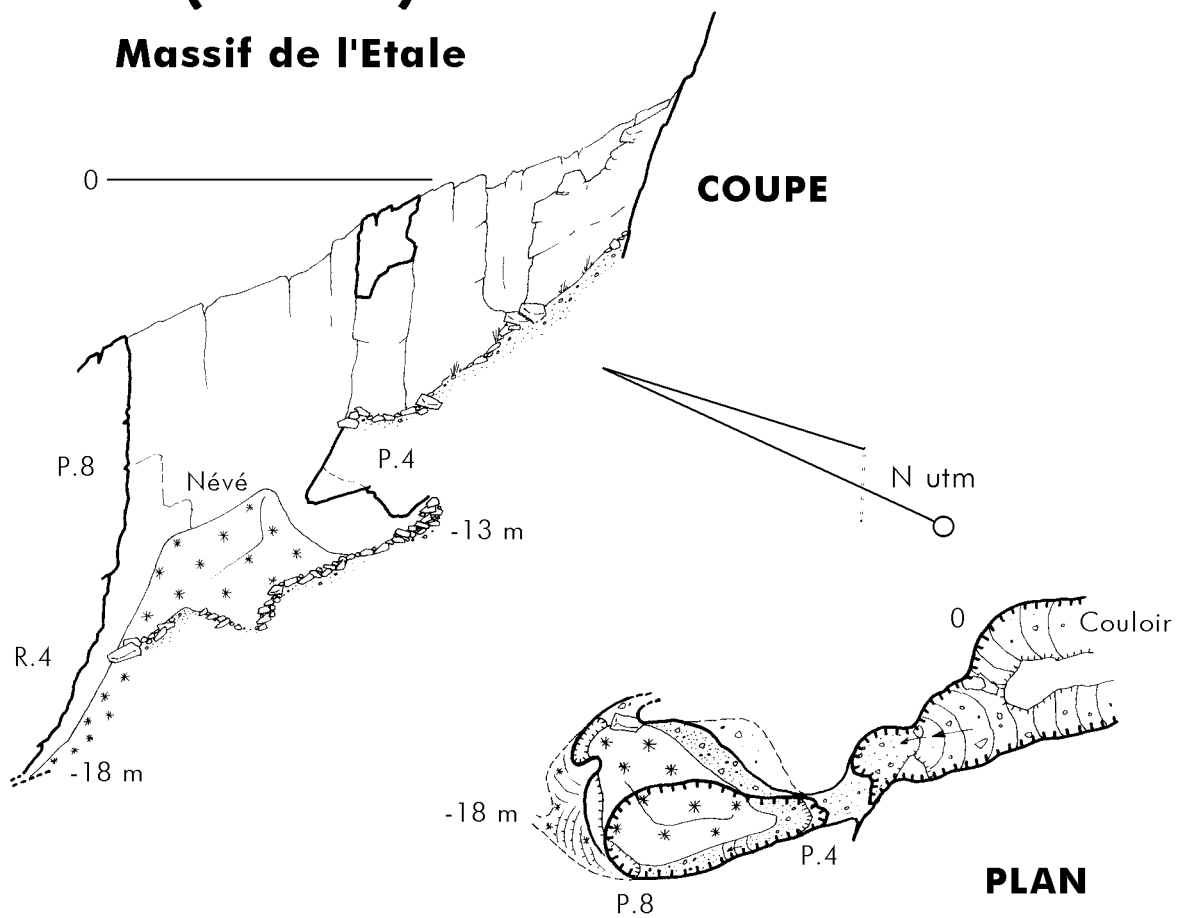 Massif de l'Etale
0
COUPE
P.8
Névé
P.4
N utm
-13 m
0
Couloir
R.4
-18 m
-18 m
P.4
P.8
PLAN